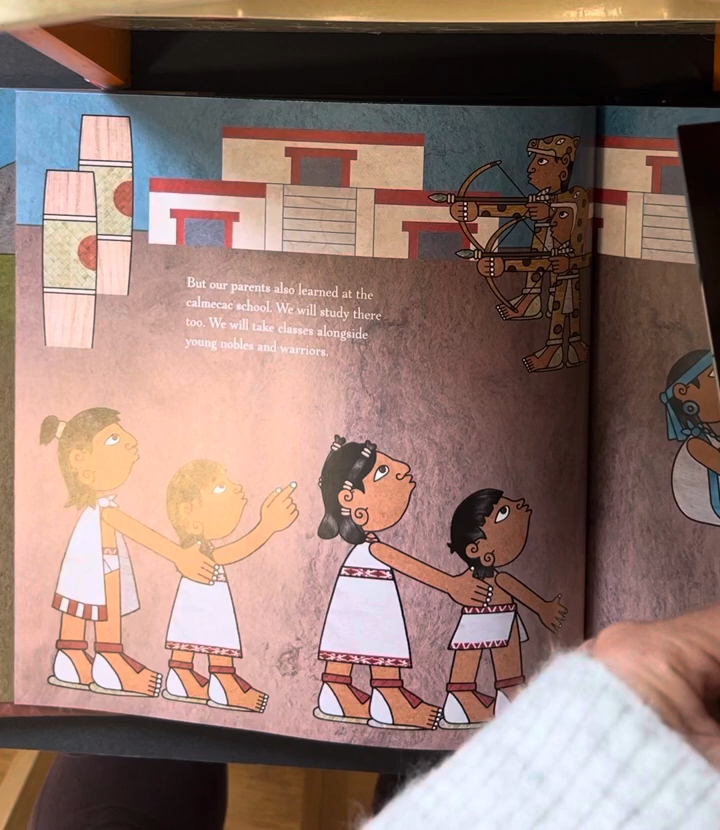 But our parents also learned at the
calmecac school. We will study there
too. We will take classes alongside
young nobles and warriors.